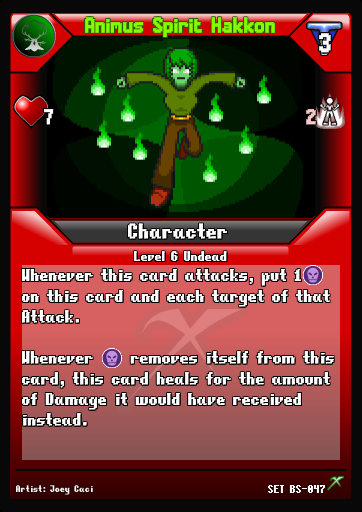 Animus Spirit Hakkon
3
7
2
Character
Level 6 Undead
Whenever this card attacks, put 1
on this card and each target of that
Attack.
Whenever removes itself from this
card, this card heals for the amount
of Damage it would have received
instead.
Artist: Joey Caci
SET BS-047